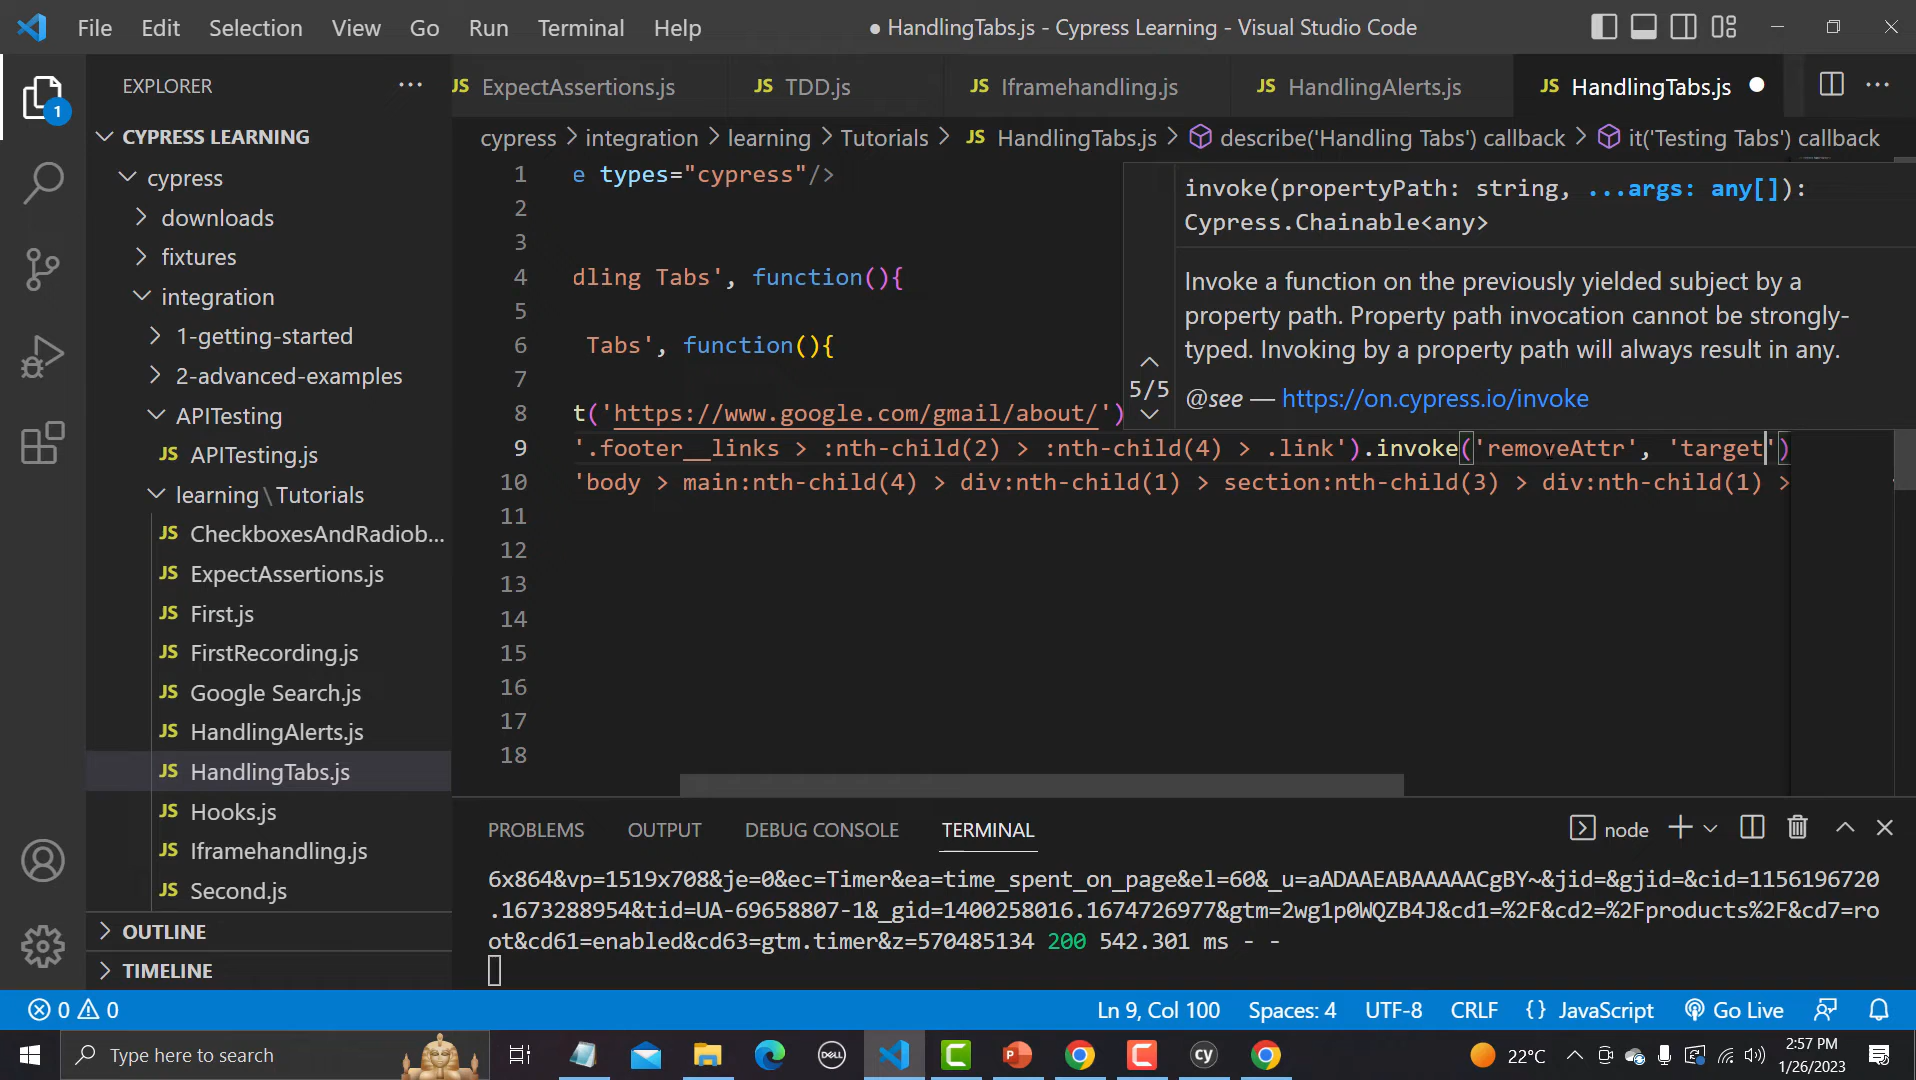 File Edit Selection View Go Run Terminal Help
● HandlingTabs.js - Cypress Learning - Visual Studio Code
EXPLORER ...
JS ExpectAssertions.js
JS TDD.js
JS Iframehandling.js
JS HandlingAlerts.js
JS HandlingTabs.js
cypress > integration > learning > Tutorials > JS HandlingTabs.js > describe('Handling Tabs') callback > it('Testing Tabs') callback
1
CYPRESS LEARNING
cypress
downloads
fixtures
integration
1-getting-started
2-advanced-examples
APITesting
JS APITesting.js
learning\Tutorials
JS CheckboxesAndRadiob...
JS ExpectAssertions.js
JS First.js
JS FirstRecording.js
JS Google Search.js
JS HandlingAlerts.js
JS HandlingTabs.js
JS Hooks.js
JS Iframehandling.js
JS Second.js
OUTLINE
TIMELINE
1 e types="cypress"/>
2
3
4 dling Tabs', function(){
5
6 Tabs', function(){
7
8 t('https://www.google.com/gmail/about/')
9 '.footer__links > :nth-child(2) > :nth-child(4) > .link').invoke('removeAttr', 'target')
10 'body > main:nth-child(4) > div:nth-child(1) > section:nth-child(3) > div:nth-child(1) >
11
12
13
14
15
16
17
18
invoke(propertyPath: string, ...args: any[]):
Cypress.Chainable<any>
Invoke a function on the previously yielded subject by a
property path. Property path invocation cannot be strongly-
typed. Invoking by a property path will always result in any.
5/5
@see — https://on.cypress.io/invoke
PROBLEMS OUTPUT DEBUG CONSOLE TERMINAL
node
6x864&vp=1519x708&je=0&ec=Timer&ea=time_spent_on_page&el=60&_u=aADAAEABAAAAACgBY~&jid=&gjid=&cid=1156196720
.1673288954&tid=UA-69658807-1&_gid=1400258016.1674726977&gtm=2wg1p0WQZB4J&cd1=%2F&cd2=%2Fproducts%2F&cd7=ro
ot&cd61=enabled&cd63=gtm.timer&z=570485134 200 542.301 ms - -
0 0
Ln 9, Col 100 Spaces: 4 UTF-8 CRLF {} JavaScript Go Live
Type here to search
DELL
P
C
cy
22°C
2:57 PM
1/26/2023